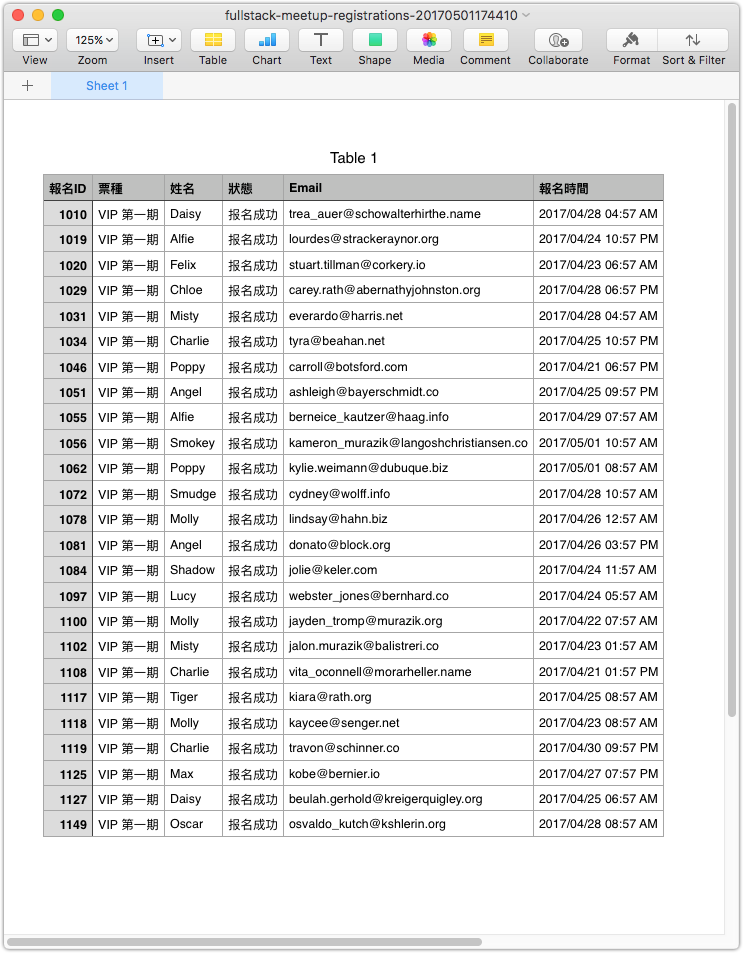 fullstack-meetup-registrations-20170501174410
125%
View Zoom Insert Table Chart Text Shape Media Comment Collaborate Format Sort & Filter
+ Sheet 1
Table 1
報名ID 票種 姓名 狀態 Email 報名時間
1010 VIP 第一期 Daisy 报名成功 trea_auer@schowalterhirthe.name 2017/04/28 04:57 AM
1019 VIP 第一期 Alfie 报名成功 lourdes@strackeraynor.org 2017/04/24 10:57 PM
1020 VIP 第一期 Felix 报名成功 stuart.tillman@corkery.io 2017/04/23 06:57 AM
1029 VIP 第一期 Chloe 报名成功 carey.rath@abernathyjohnston.org 2017/04/28 06:57 PM
1031 VIP 第一期 Misty 报名成功 everardo@harris.net 2017/04/28 04:57 AM
1034 VIP 第一期 Charlie 报名成功 tyra@beahan.net 2017/04/25 10:57 PM
1046 VIP 第一期 Poppy 报名成功 carroll@botsford.com 2017/04/21 06:57 PM
1051 VIP 第一期 Angel 报名成功 ashleigh@bayerschmidt.co 2017/04/25 09:57 PM
1055 VIP 第一期 Alfie 报名成功 berneice_kautzer@haag.info 2017/04/29 07:57 AM
1056 VIP 第一期 Smokey 报名成功 kameron_murazik@langoshchristiansen.co 2017/05/01 10:57 AM
1062 VIP 第一期 Poppy 报名成功 kylie.weimann@dubuque.biz 2017/05/01 08:57 AM
1072 VIP 第一期 Smudge 报名成功 cydney@wolff.info 2017/04/28 10:57 AM
1078 VIP 第一期 Molly 报名成功 lindsay@hahn.biz 2017/04/26 12:57 AM
1081 VIP 第一期 Angel 报名成功 donato@block.org 2017/04/26 03:57 PM
1084 VIP 第一期 Shadow 报名成功 jolie@keler.com 2017/04/24 11:57 AM
1097 VIP 第一期 Lucy 报名成功 webster_jones@bernhard.co 2017/04/24 05:57 AM
1100 VIP 第一期 Molly 报名成功 jayden_tromp@murazik.org 2017/04/22 07:57 AM
1102 VIP 第一期 Misty 报名成功 jalon.murazik@balistreri.co 2017/04/23 01:57 AM
1108 VIP 第一期 Charlie 报名成功 vita_oconnell@morarheller.name 2017/04/21 01:57 PM
1117 VIP 第一期 Tiger 报名成功 kiara@rath.org 2017/04/25 08:57 AM
1118 VIP 第一期 Molly 报名成功 kaycee@senger.net 2017/04/23 08:57 AM
1119 VIP 第一期 Charlie 报名成功 travon@schinner.co 2017/04/30 09:57 PM
1125 VIP 第一期 Max 报名成功 kobe@bernier.io 2017/04/27 07:57 PM
1127 VIP 第一期 Daisy 报名成功 beulah.gerhold@kreigerquigley.org 2017/04/25 06:57 AM
1149 VIP 第一期 Oscar 报名成功 osvaldo_kutch@kshlerin.org 2017/04/28 08:57 AM